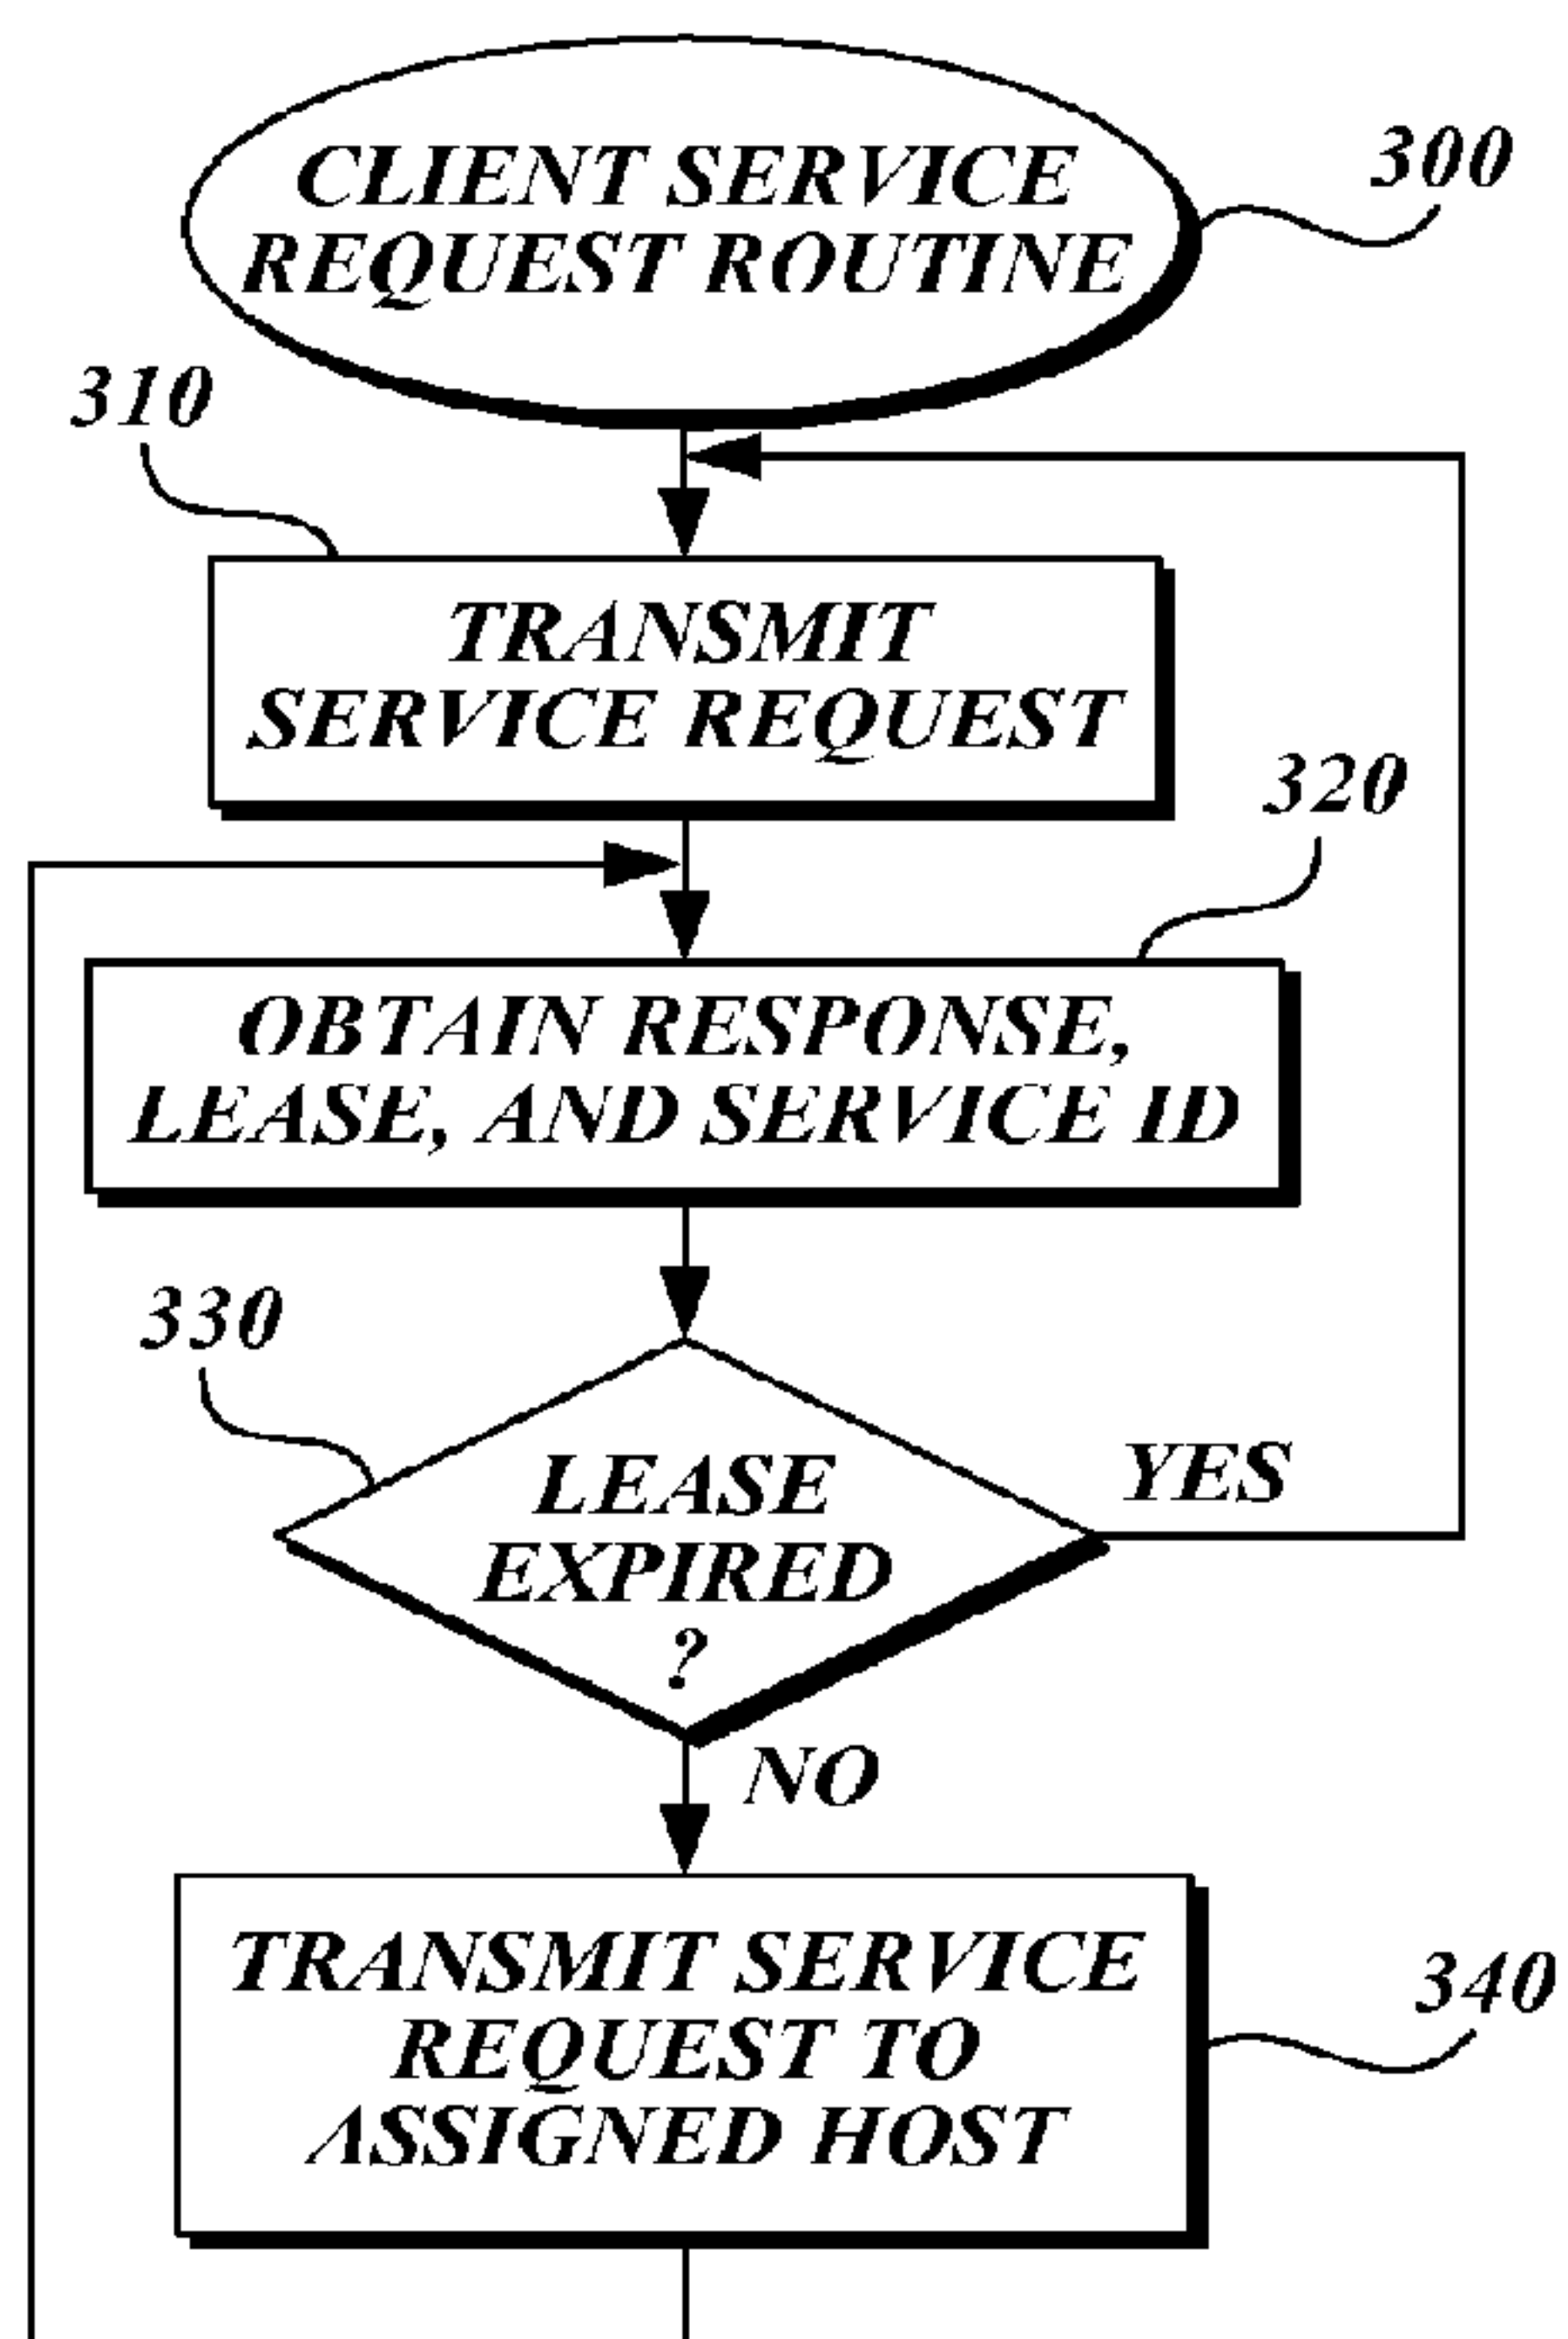 CLIENT SERVICE
REQUEST ROUTINE
300
310
TRANSMIT
SERVICE REQUEST
320
OBTAIN RESPONSE,
LEASE, AND SERVICE ID
330
LEASE
EXPIRED
?
YES
NO
TRANSMIT SERVICE
REQUEST TO
ASSIGNED HOST
340